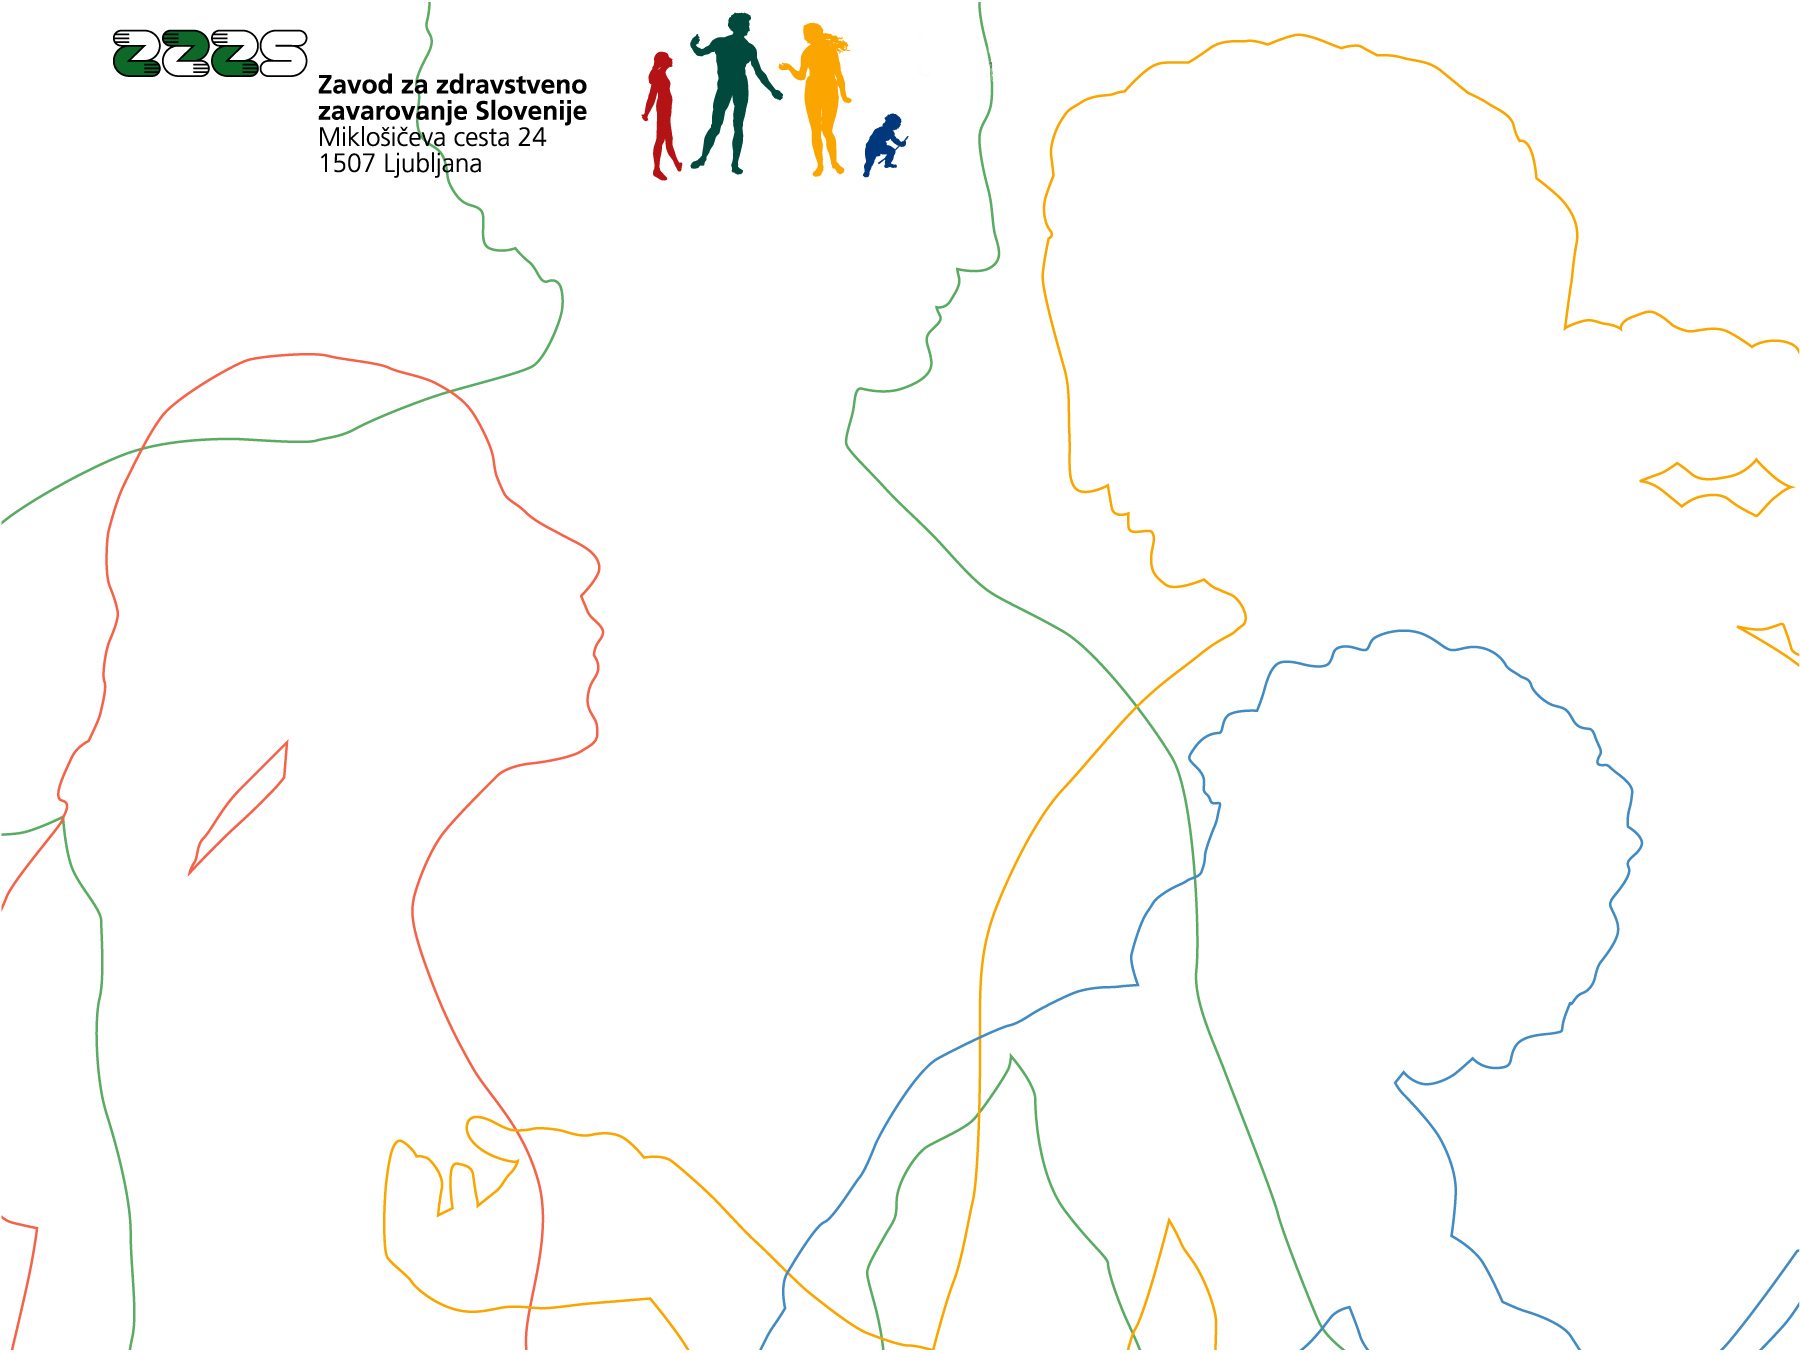 ZZZS
Zavod za zdravstveno
zavarovanje Slovenije
Miklošičeva cesta 24
1507 Ljubljana